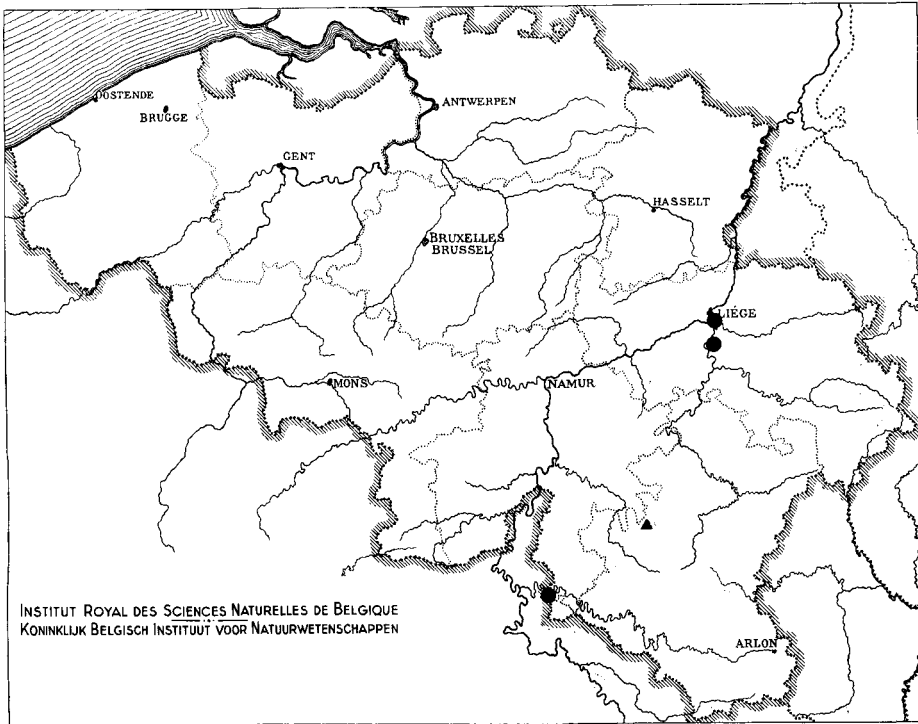 OOSTENDE
BRUGGE
ANTWERPEN
GENT
HASSELT
BRUXELLES
BRUSSEL
LIÉGE
MONS
NAMUR
INSTITUT ROYAL DES SCIENCES NATURELLES DE BELGIQUE
KONINKLIJK BELGISCH INSTITUUT VOOR NATUURWETENSCHAPPEN
ARLON